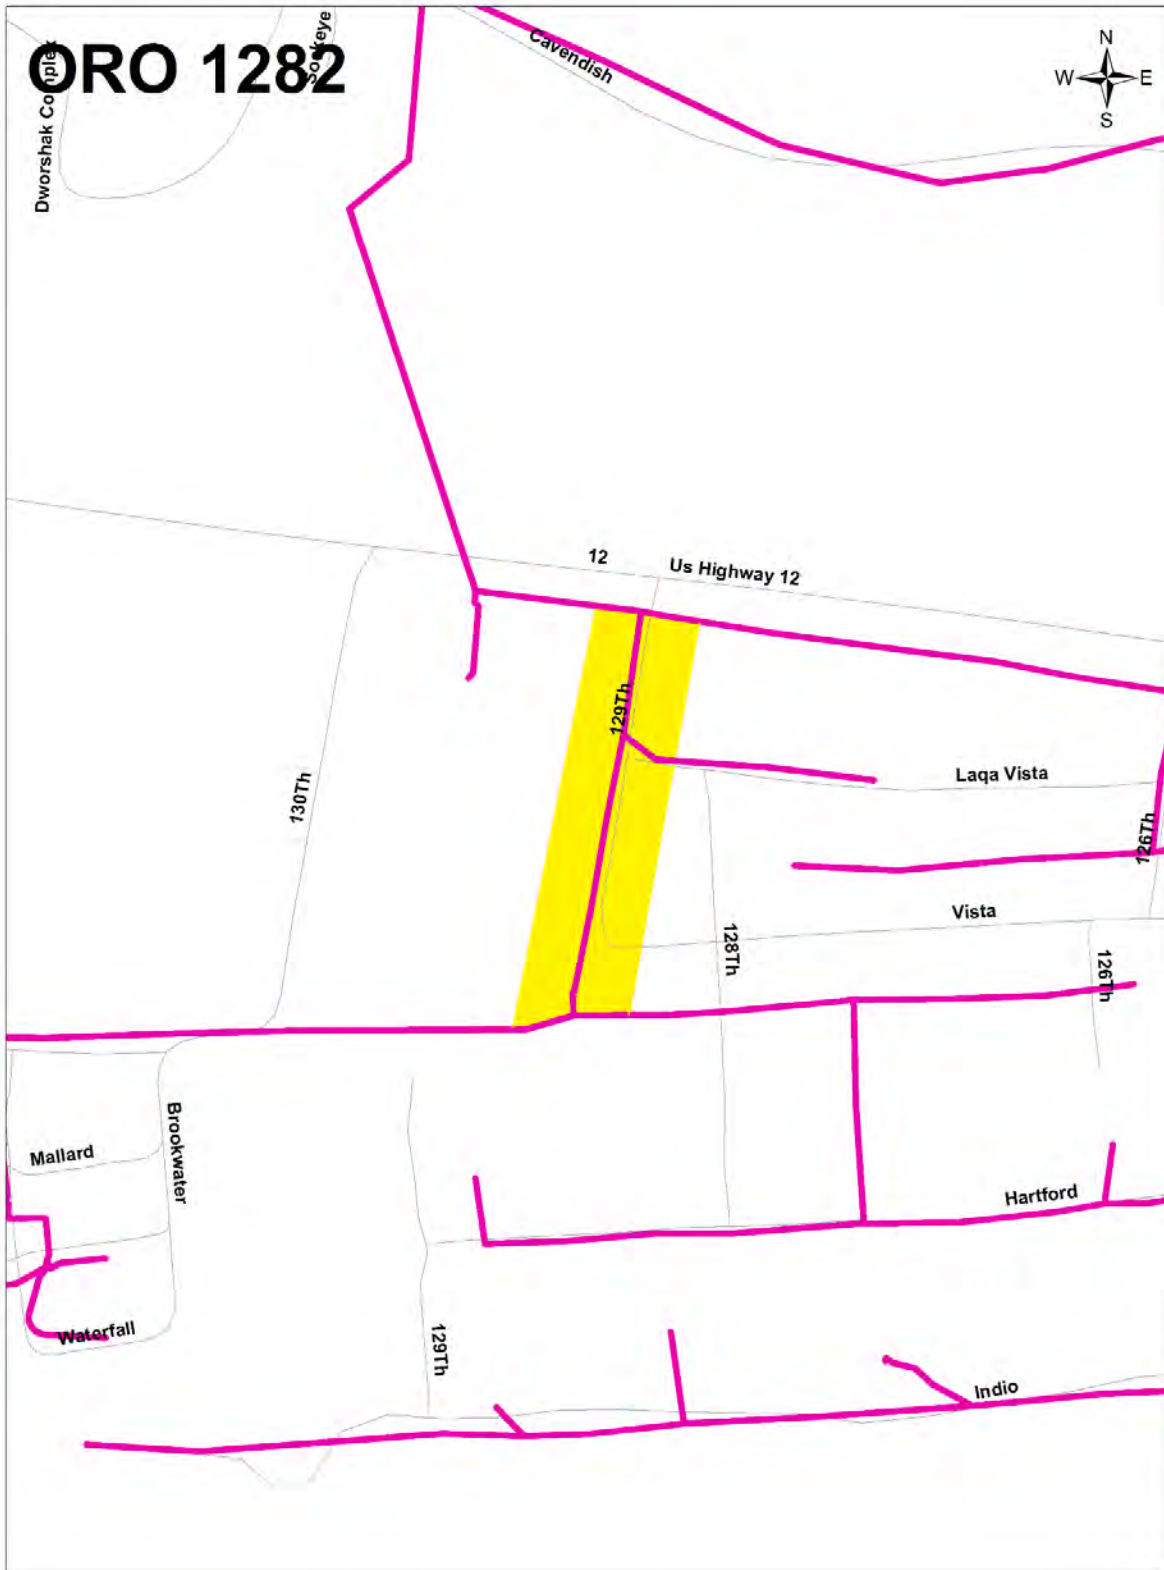 ORO 1282
Dworshak Complex
Sockeye
Cavendish
N
W E
S
12
Us Highway 12
129Th
130Th
Laqa Vista
126Th
Vista
128Th
126Th
Brookwater
Mallard
Hartford
Waterfall
129Th
Indio